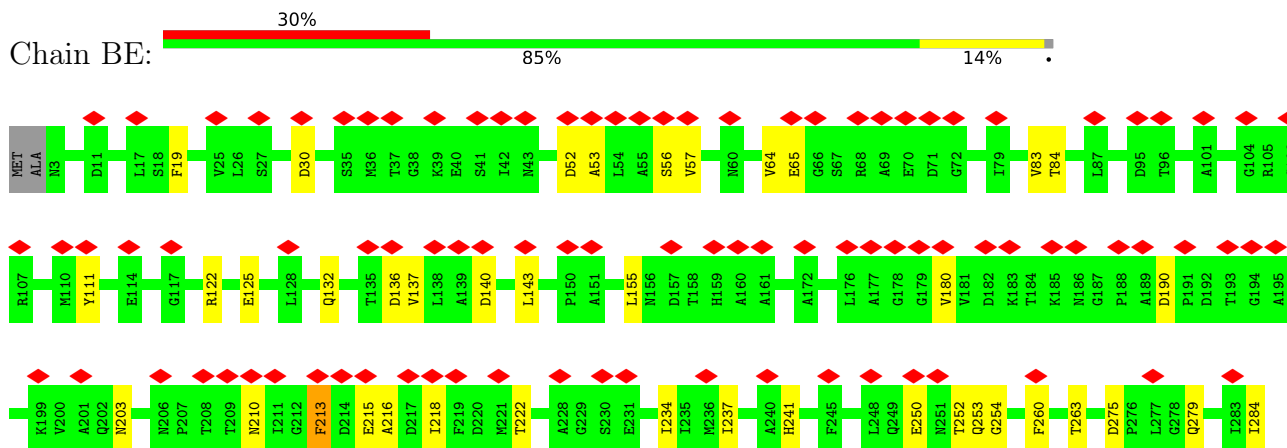 30%
Chain BE:
85% 14% •
MET ALA N3 D11 L17 S18 F19 V25 L26 S27 D30 S35 M36 T37 G38 K39 E40 S41 I42 N43 D52 A53 L54 A55 S56 V57 N60 V64 E65 G66 S67 R68 A69 E70 D71 G72 I79 V83 T84 L87 D95 T96 A101 G104 R105
R107 M110 Y111 E114 G117 R122 E125 L128 Q132 T135 D136 V137 L138 A139 D140 L143 P150 A151 L155 N156 D157 T158 H159 A160 A161 A172 L176 A177 G178 G179 V180 V181 D182 K183 T184 K185 N186 G187 P188 A189 D190 P191 D192 T193 G194 A195
K199 V200 A201 Q202 N203 N206 P207 T208 T209 N210 I211 G212 F213 D214 E215 A216 D217 I218 F219 D220 M221 T222 A228 G229 S230 E231 I234 I235 M236 I237 A240 H241 F245 L248 Q249 E250 N251 T252 Q253 G254 F260 T263 D275 P276 L277 G278 Q279 I283 I284